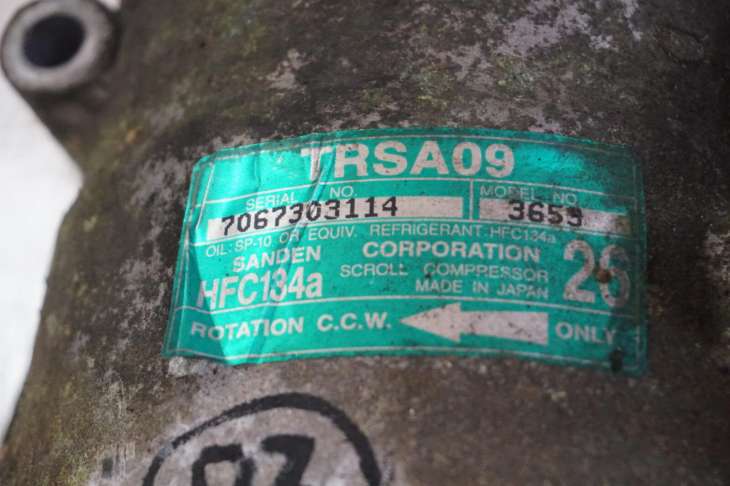 TRSA09
SERIAL NO. MODEL NO.
7067303114 3653
OIL: SP-10 OR EQUIV. REFRIGERANT: HFC134a
SANDEN CORPORATION 26
HFC134a SCROLL COMPRESSOR
MADE IN JAPAN
ROTATION C.C.W. ONLY